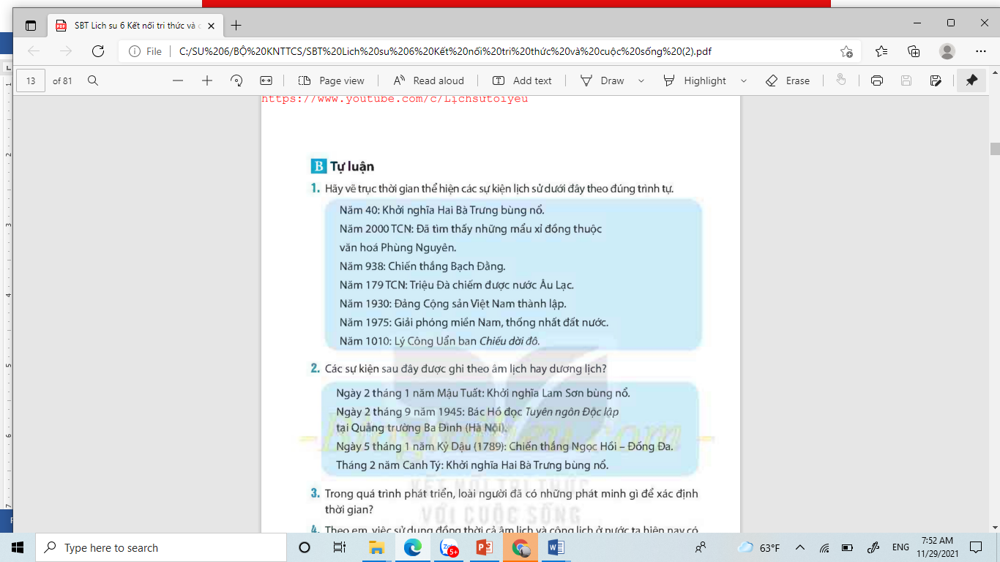 SBT Lich su 6 Kết nối tri thức và c
File
C:/SU%206/BỘ%20KNTTCS/SBT%20Lich%20su%206%20Kết%20nối%20tri%20thức%20và%20cuộc%20sống%20(2).pdf
13 of 81
Page view
Read aloud
Add text
Draw
Highlight
Erase
https://www.youtube.com/c/Lịchsutoiyeu
B Tự luận
1. Hãy vẽ trục thời gian thể hiện các sự kiện lịch sử dưới đây theo đúng trình tự.
Năm 40: Khởi nghĩa Hai Bà Trưng bùng nổ.
Năm 2000 TCN: Đã tìm thấy những mẩu xỉ đồng thuộc
văn hoá Phùng Nguyên.
Năm 938: Chiến thắng Bạch Đằng.
Năm 179 TCN: Triệu Đà chiếm được nước Âu Lạc.
Năm 1930: Đảng Cộng sản Việt Nam thành lập.
Năm 1975: Giải phóng miền Nam, thống nhất đất nước.
Năm 1010: Lý Công Uẩn ban Chiếu dời đô.
2. Các sự kiện sau đây được ghi theo âm lịch hay dương lịch?
Ngày 2 tháng 1 năm Mậu Tuất: Khởi nghĩa Lam Sơn bùng nổ.
Ngày 2 tháng 9 năm 1945: Bác Hồ đọc Tuyên ngôn Độc lập
tại Quảng trường Ba Đình (Hà Nội).
Ngày 5 tháng 1 năm Kỷ Dậu (1789): Chiến thắng Ngọc Hồi – Đống Đa.
Tháng 2 năm Canh Tý: Khởi nghĩa Hai Bà Trưng bùng nổ.
KẾT NỐI TRI THỨC
3. Trong quá trình phát triển, loài người đã có những phát minh gì để xác định
thời gian?
VỚI CUỘC SỐNG
4. Theo em, việc sử dụng đồng thời cả âm lịch và công lịch ở nước ta hiện nay có
Type here to search
5+
63°F
ENG
7:52 AM
11/29/2021